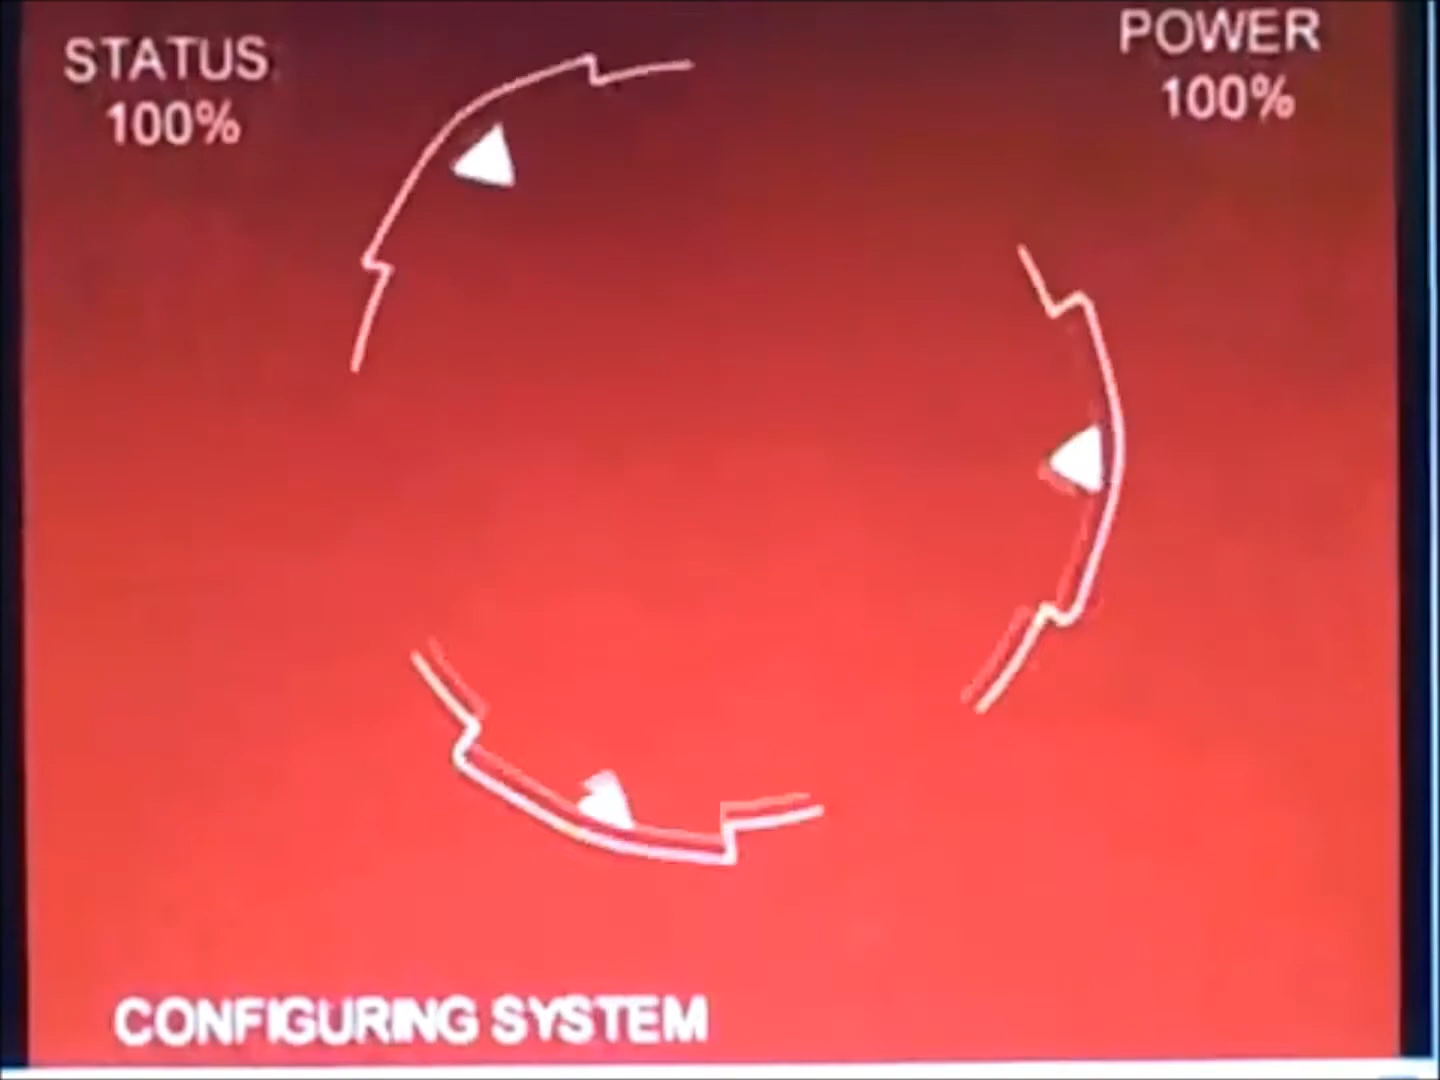 STATUS
100%
POWER
100%
CONFIGURING SYSTEM